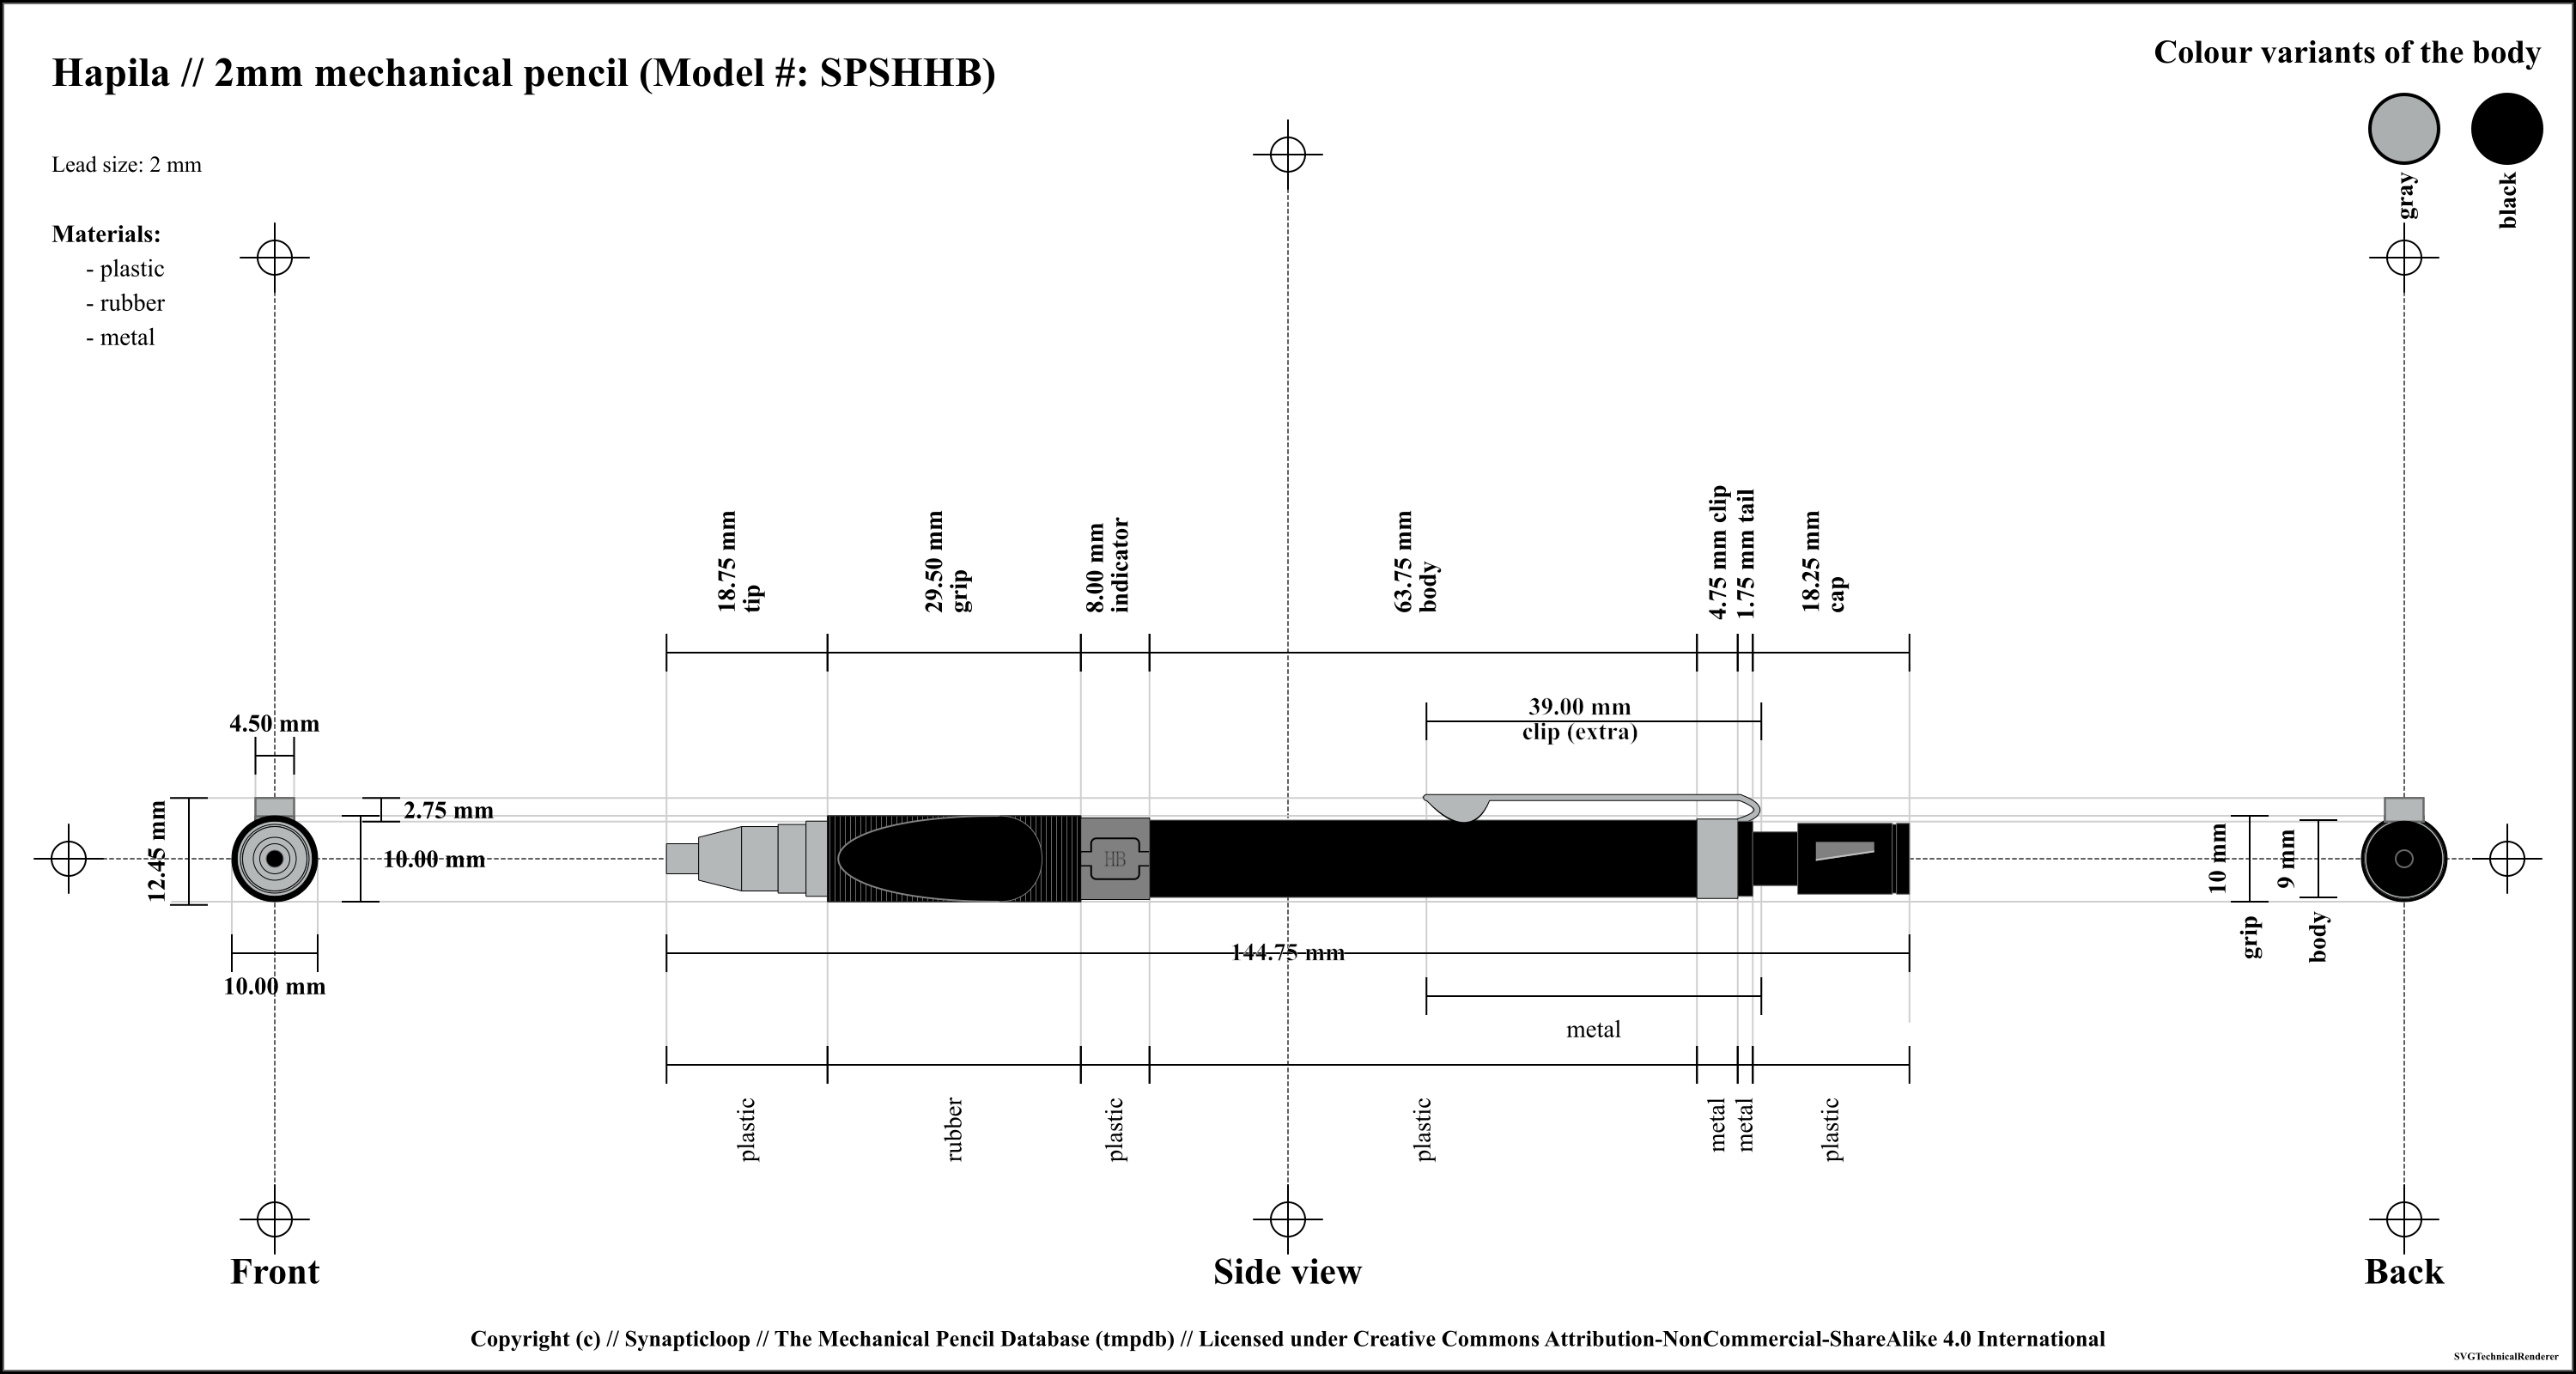 Hapila // 2mm mechanical pencil (Model #: SPSHHB)
Colour variants of the body
gray
black
Lead size: 2 mm
Materials:
- plastic
- rubber
- metal
18.75 mm
tip
29.50 mm
grip
8.00 mm
indicator
63.75 mm
body
4.75 mm clip
1.75 mm tail
18.25 mm
cap
39.00 mm
clip (extra)
4.50 mm
2.75 mm
12.45 mm
10.00 mm
10.00 mm
HB
144.75 mm
10 mm
grip
9 mm
body
metal
plastic
rubber
plastic
plastic
metal
metal
plastic
Front
Side view
Back
Copyright (c) // Synapticloop // The Mechanical Pencil Database (tmpdb) // Licensed under Creative Commons Attribution-NonCommercial-ShareAlike 4.0 International
SVGTechnicalRenderer